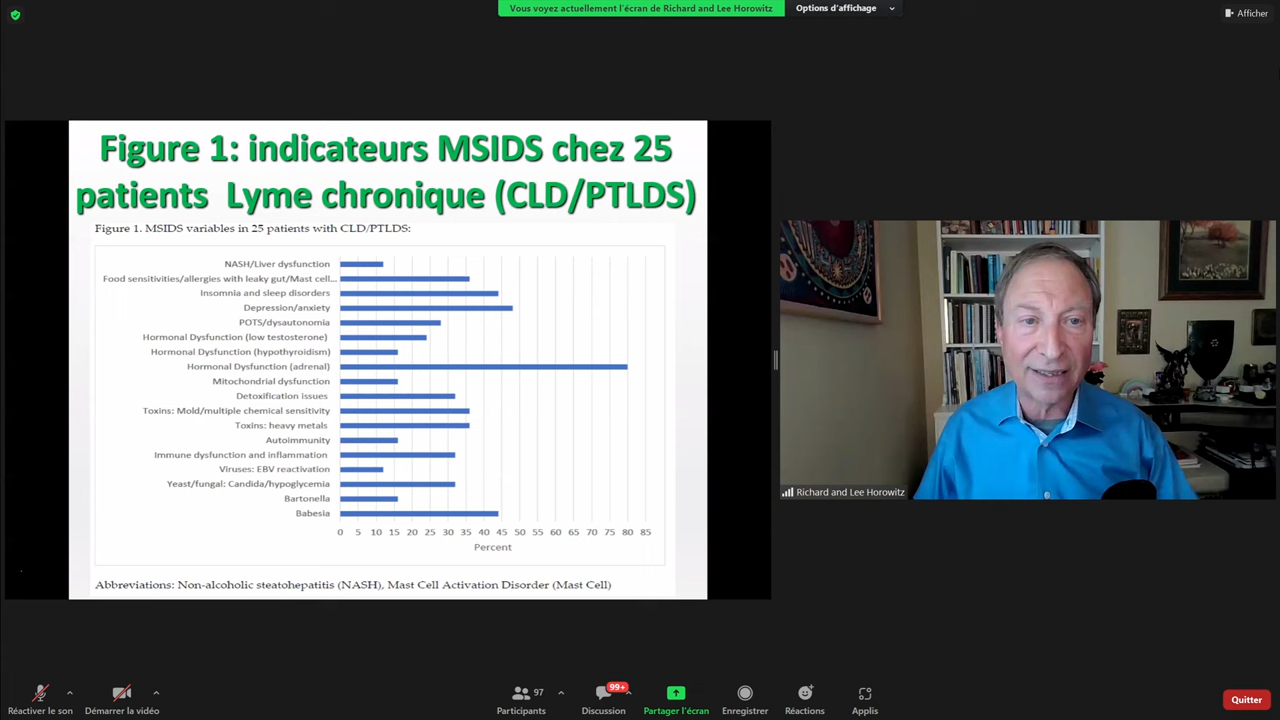 Vous voyez actuellement l'écran de Richard and Lee Horowitz
Options d'affichage
Afficher
Figure 1: indicateurs MSIDS chez 25
patients Lyme chronique (CLD/PTLDS)
Figure 1. MSIDS variables in 25 patients with CLD/PTLDS:
NASH/Liver dysfunction
Food sensitivities/allergies with leaky gut/Mast cell...
Insomnia and sleep disorders
Depression/anxiety
POTS/dysautonomia
Hormonal Dysfunction (low testosterone)
Hormonal Dysfunction (hypothyroidism)
Hormonal Dysfunction (adrenal)
Mitochondrial dysfunction
Detoxification issues
Toxins: Mold/multiple chemical sensitivity
Toxins: heavy metals
Autoimmunity
Immune dysfunction and inflammation
Viruses: EBV reactivation
Yeast/fungal: Candida/hypoglycemia
Bartonella
Babesia
0 5 10 15 20 25 30 35 40 45 50 55 60 65 70 75 80 85
Percent
Abbreviations: Non-alcoholic steatohepatitis (NASH), Mast Cell Activation Disorder (Mast Cell)
Richard and Lee Horowitz
Réactiver le son
Démarrer la vidéo
97
Participants
99+
Discussion
Partager l'écran
Enregistrer
Réactions
Applis
Quitter